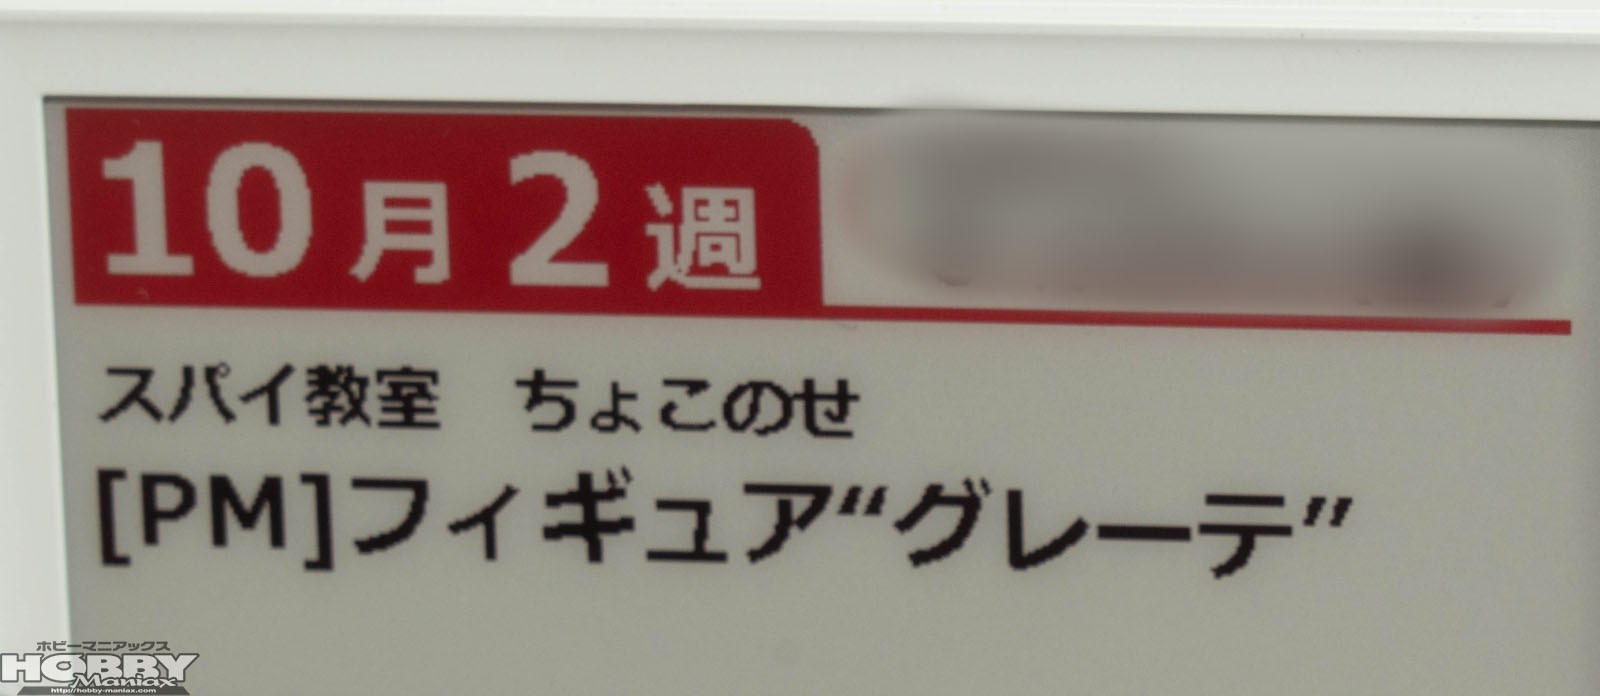 10月2週
スパイ教室　ちょこのせ
[PM]フィギュア“グレーテ”
ホビーマニアックス
HOBBY
Maniax
http://hobby-maniax.com/